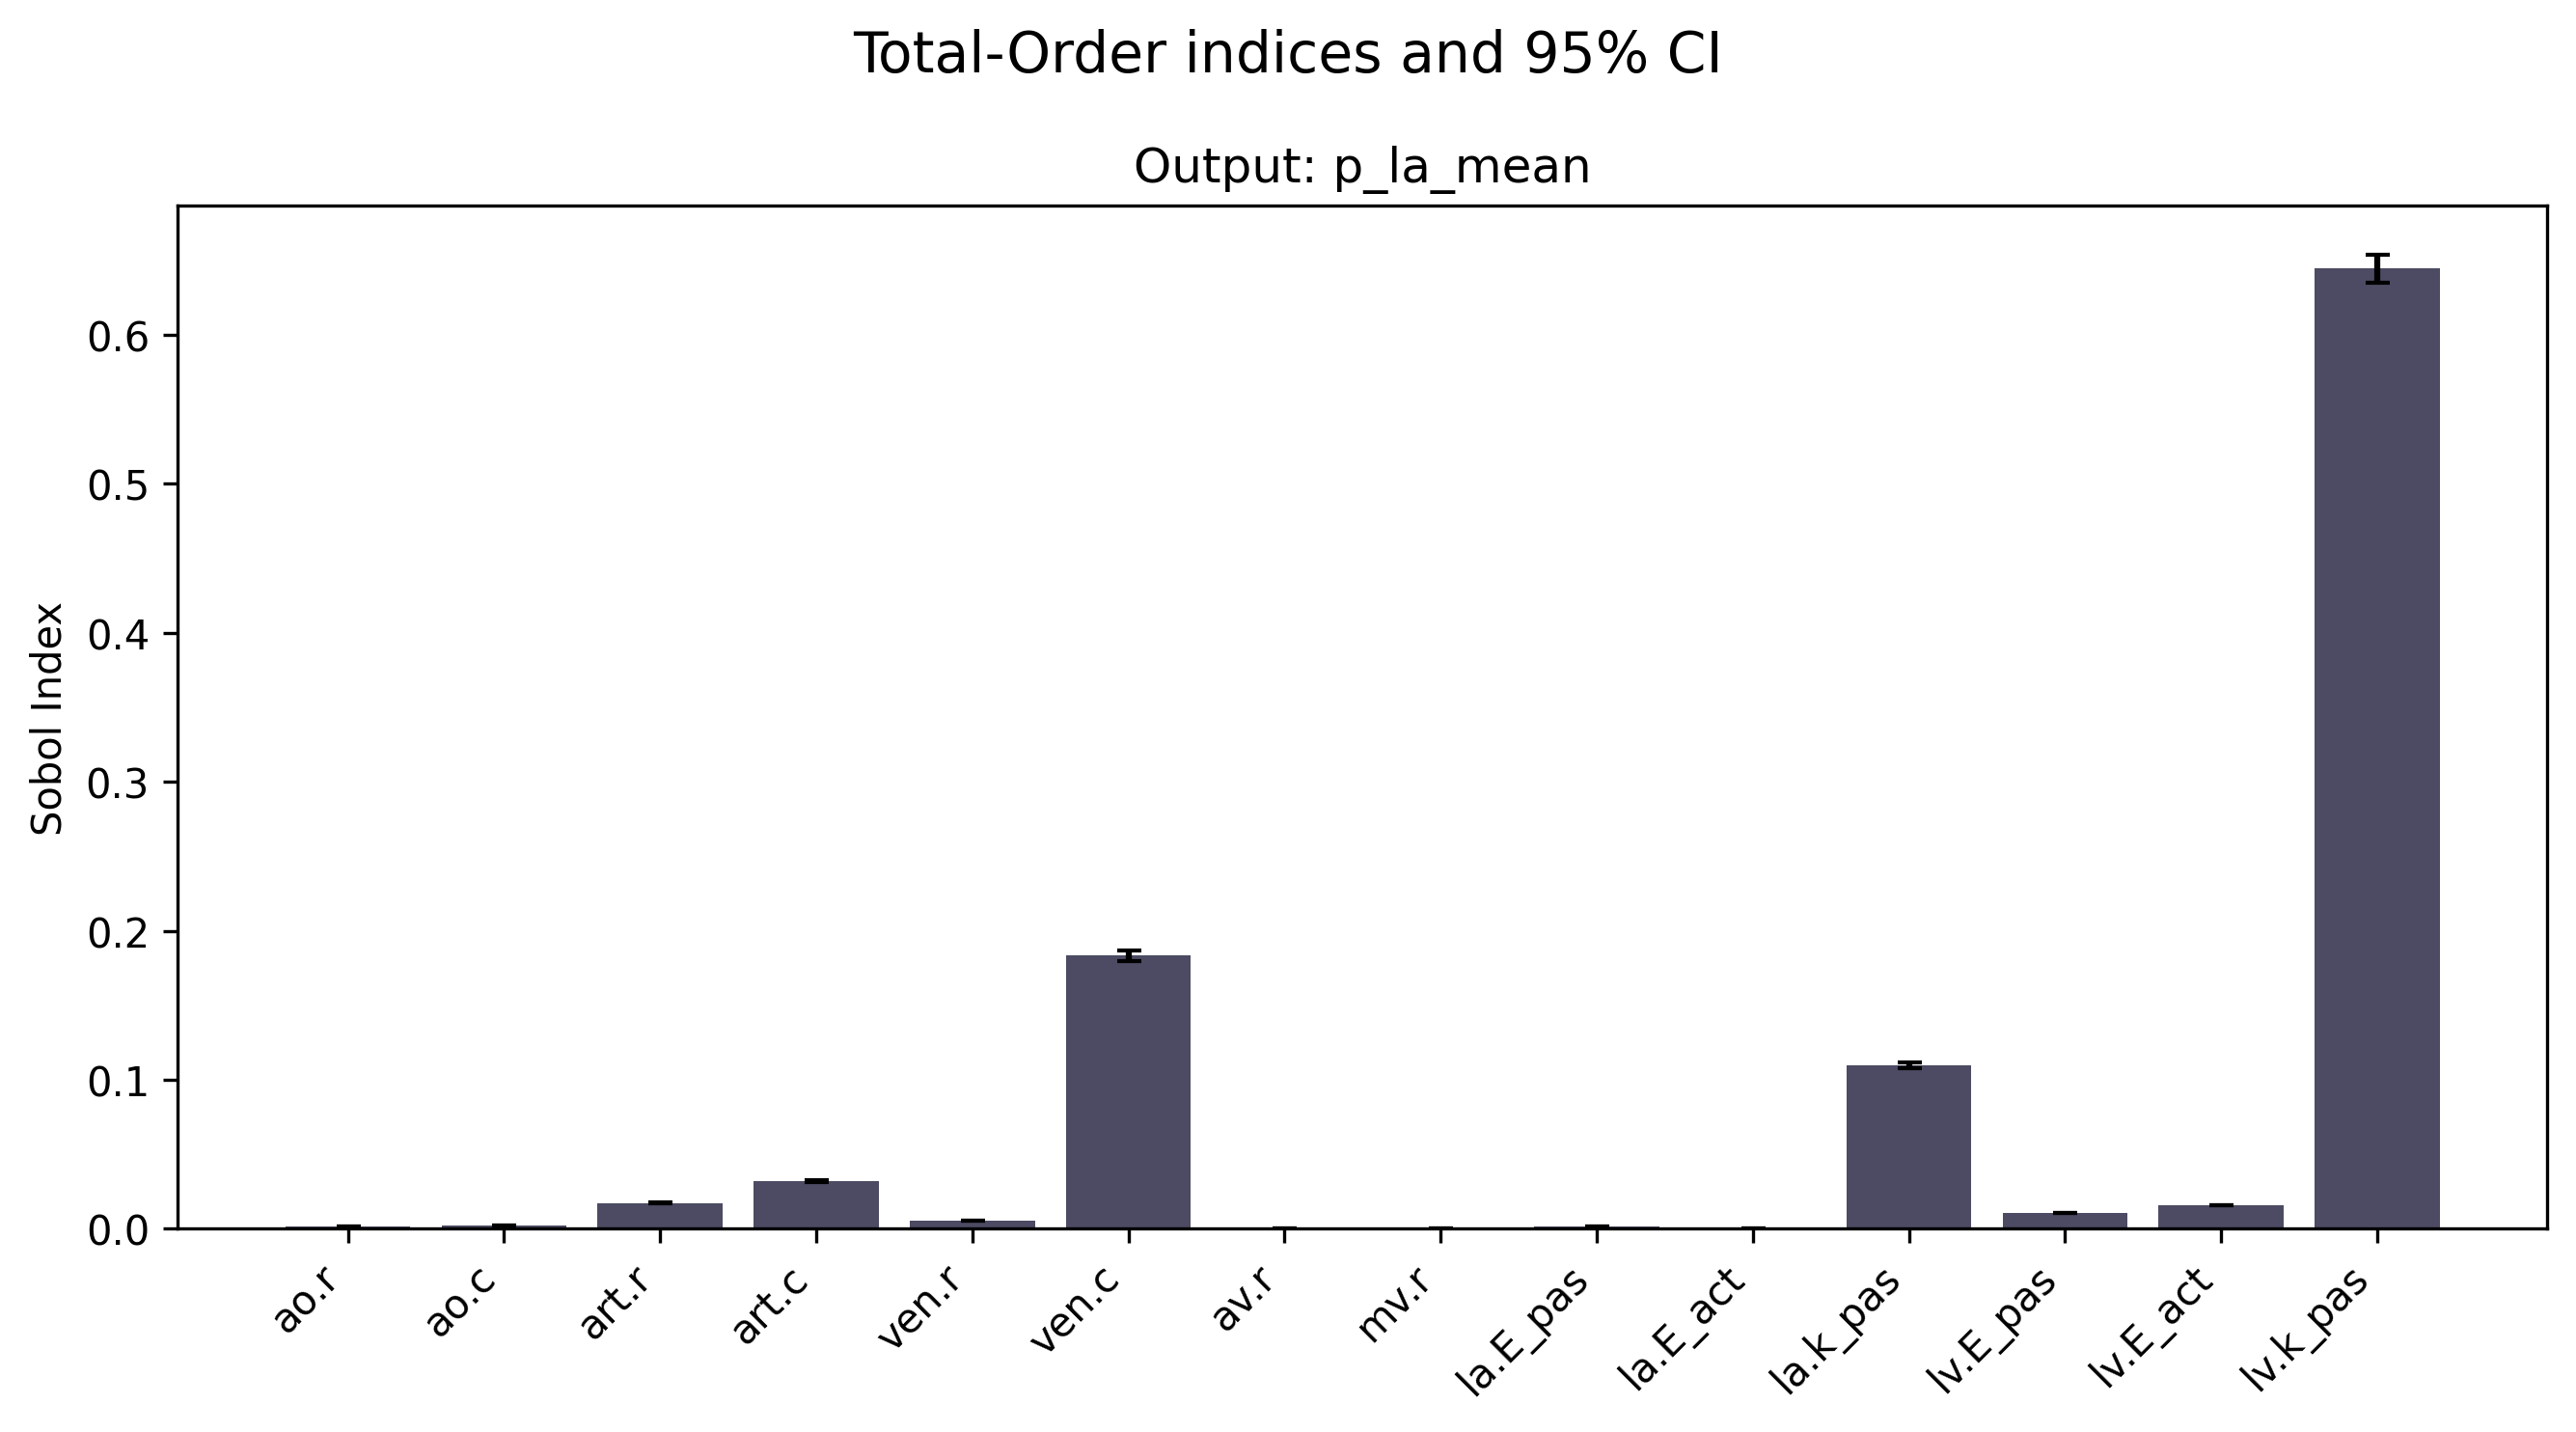 Total-Order indices and 95% CI
Output: p_la_mean
Sobol Index
0.6
0.5
0.4
0.3
0.2
0.1
0.0
ao.r
ao.c
art.r
art.c
ven.r
ven.c
av.r
mv.r
la.E_pas
la.E_act
la.k_pas
lv.E_pas
lv.E_act
lv.k_pas